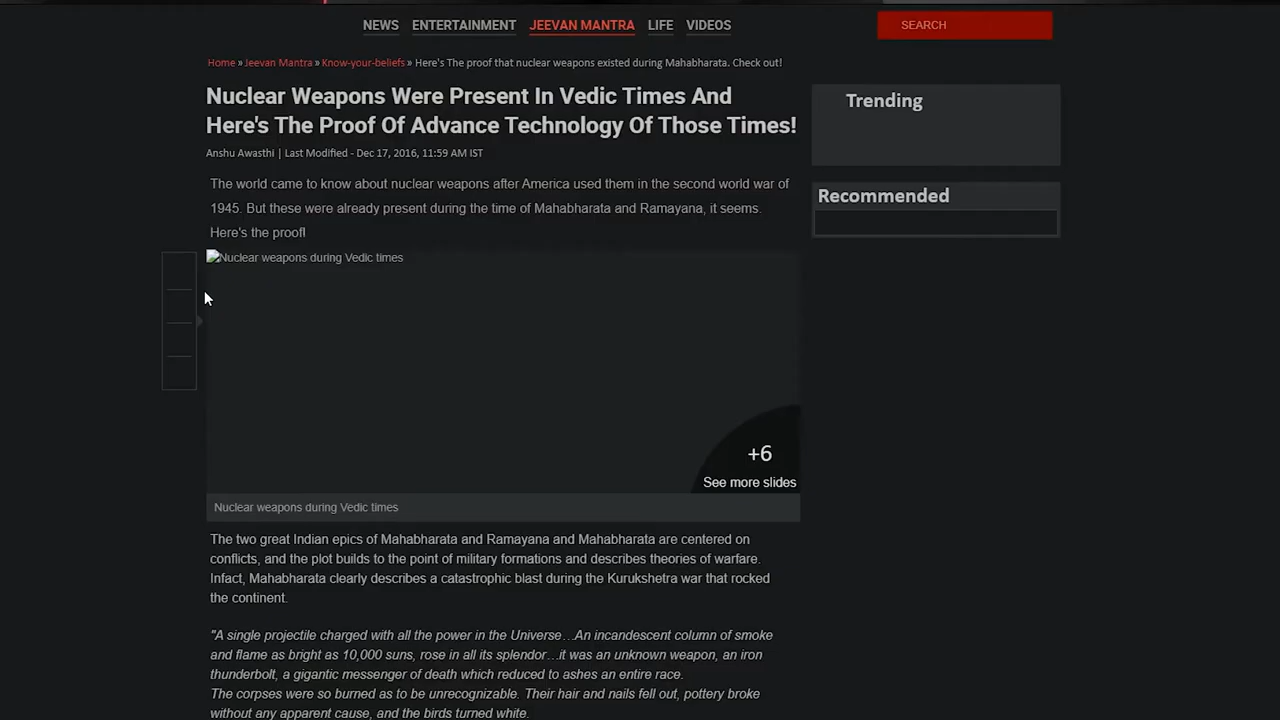 NEWS ENTERTAINMENT JEEVAN MANTRA LIFE VIDEOS SEARCH
Home » Jeevan Mantra » Know-your-beliefs » Here's The proof that nuclear weapons existed during Mahabharata. Check out!
Nuclear Weapons Were Present In Vedic Times And
Here's The Proof Of Advance Technology Of Those Times!
Anshu Awasthi | Last Modified - Dec 17, 2016, 11:59 AM IST
The world came to know about nuclear weapons after America used them in the second world war of
1945. But these were already present during the time of Mahabharata and Ramayana, it seems.
Here's the proof!
Trending
Recommended
Nuclear weapons during Vedic times
+6
See more slides
Nuclear weapons during Vedic times
The two great Indian epics of Mahabharata and Ramayana and Mahabharata are centered on
conflicts, and the plot builds to the point of military formations and describes theories of warfare.
Infact, Mahabharata clearly describes a catastrophic blast during the Kurukshetra war that rocked
the continent.
"A single projectile charged with all the power in the Universe…An incandescent column of smoke
and flame as bright as 10,000 suns, rose in all its splendor…it was an unknown weapon, an iron
thunderbolt, a gigantic messenger of death which reduced to ashes an entire race.
The corpses were so burned as to be unrecognizable. Their hair and nails fell out, pottery broke
without any apparent cause, and the birds turned white.